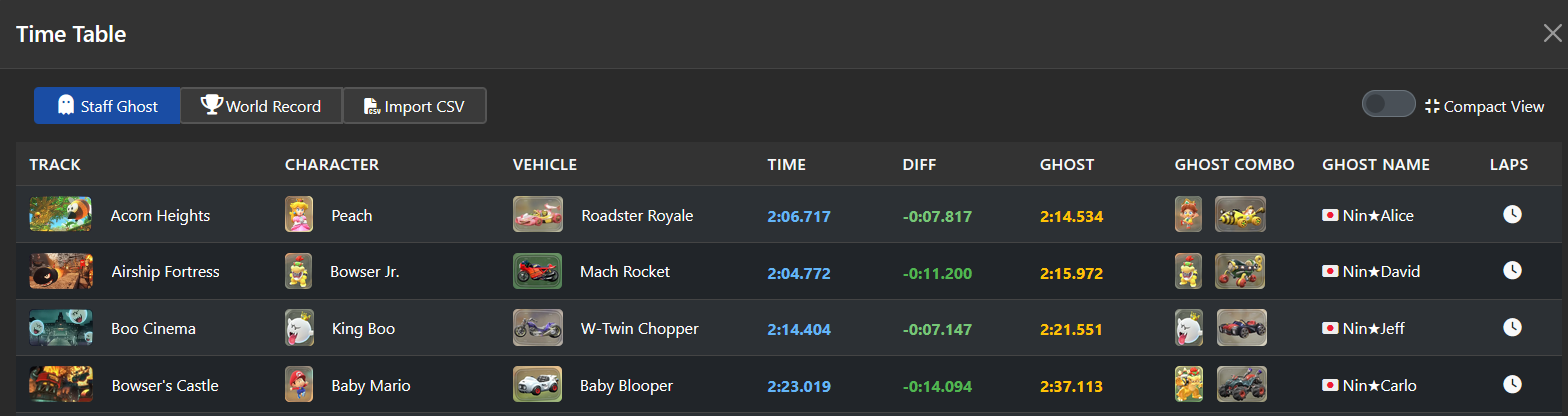 Time Table
Staff Ghost World Record Import CSV Compact View
TRACK CHARACTER VEHICLE TIME DIFF GHOST GHOST COMBO GHOST NAME LAPS
Acorn Heights Peach Roadster Royale 2:06.717 -0:07.817 2:14.534 Nin★Alice
Airship Fortress Bowser Jr. Mach Rocket 2:04.772 -0:11.200 2:15.972 Nin★David
Boo Cinema King Boo W-Twin Chopper 2:14.404 -0:07.147 2:21.551 Nin★Jeff
Bowser's Castle Baby Mario Baby Blooper 2:23.019 -0:14.094 2:37.113 Nin★Carlo